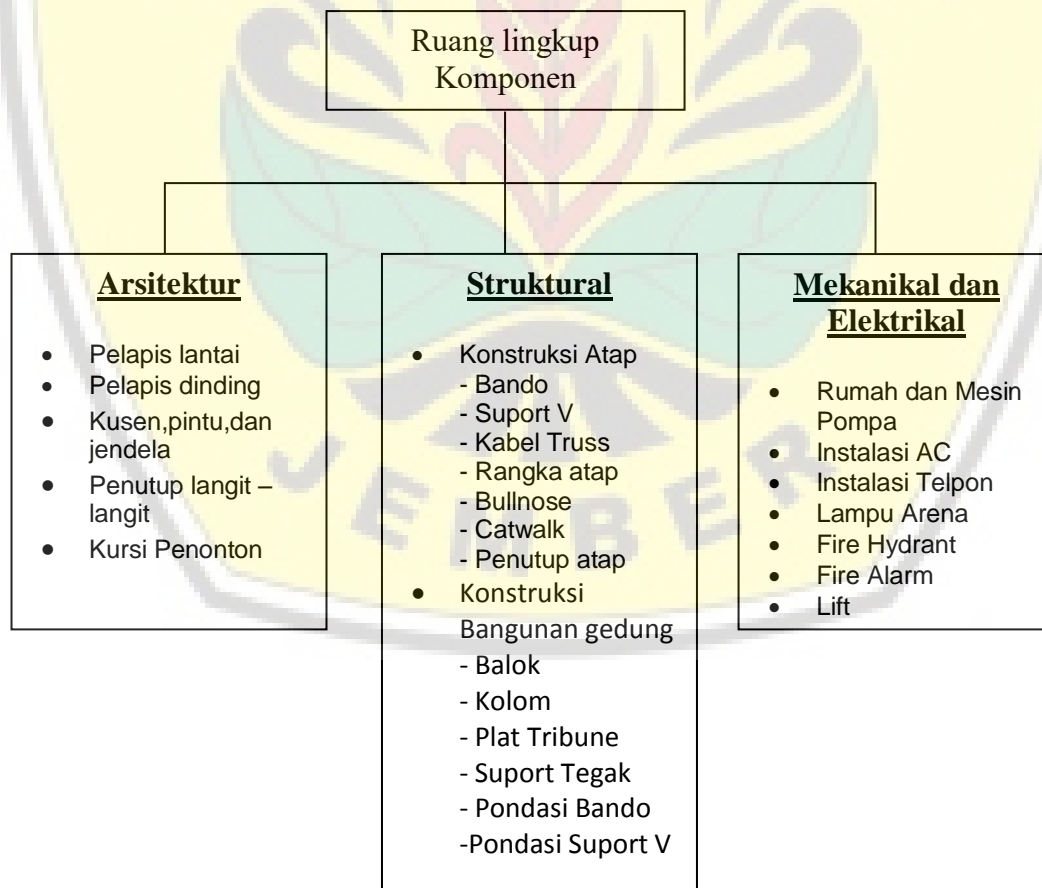 Ruang lingkup
Komponen
Arsitektur
• Pelapis lantai
• Pelapis dinding
• Kusen,pintu,dan
jendela
• Penutup langit –
langit
• Kursi Penonton
Struktural
• Konstruksi Atap
- Bando
- Suport V
- Kabel Truss
- Rangka atap
- Bullnose
- Catwalk
- Penutup atap
• Konstruksi
Bangunan gedung
- Balok
- Kolom
- Plat Tribune
- Suport Tegak
- Pondasi Bando
-Pondasi Suport V
Mekanikal dan
Elektrikal
• Rumah dan Mesin
Pompa
• Instalasi AC
• Instalasi Telpon
• Lampu Arena
• Fire Hydrant
• Fire Alarm
• Lift
JEMBER